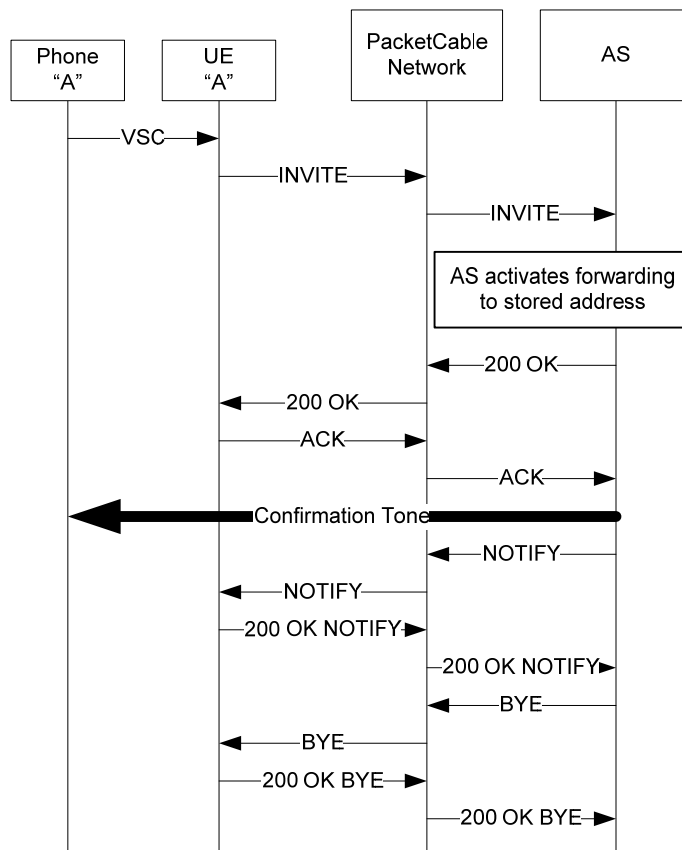 Phone
“A”
UE
“A”
PacketCable
Network
AS
VSC
INVITE
INVITE
AS activates forwarding
to stored address
200 OK
200 OK
ACK
ACK
Confirmation Tone
NOTIFY
NOTIFY
200 OK NOTIFY
200 OK NOTIFY
BYE
BYE
200 OK BYE
200 OK BYE